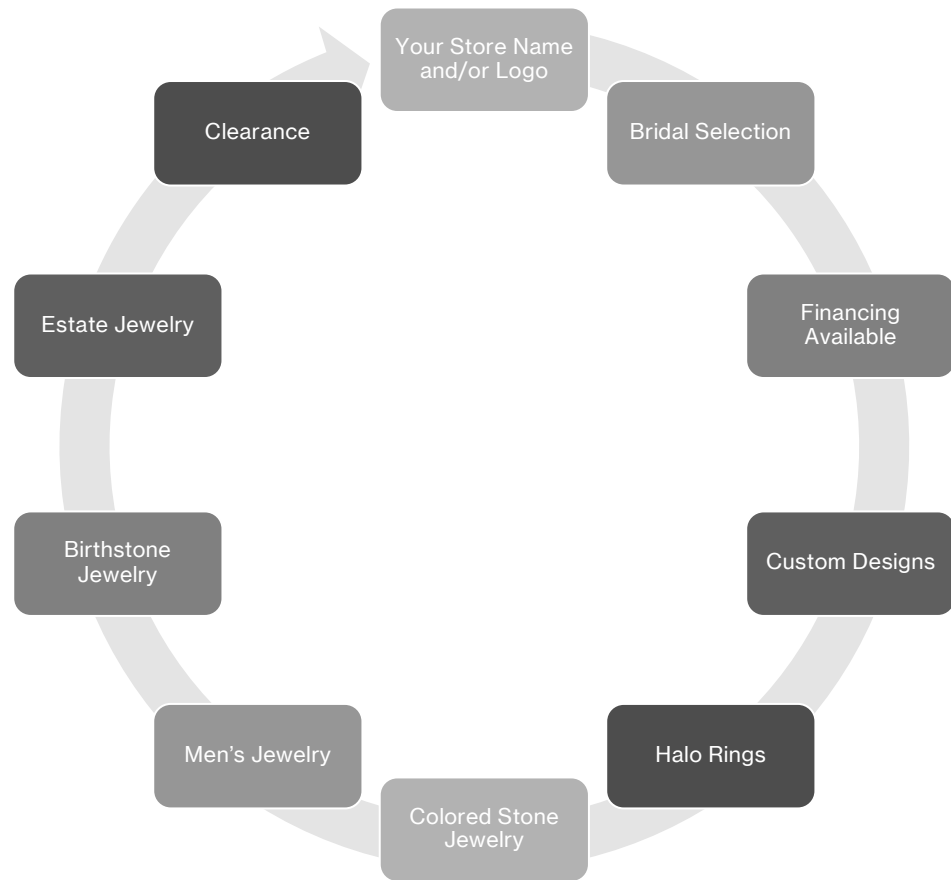 Your Store Name
and/or Logo
Bridal Selection
Financing
Available
Custom Designs
Halo Rings
Colored Stone
Jewelry
Men’s Jewelry
Birthstone
Jewelry
Estate Jewelry
Clearance